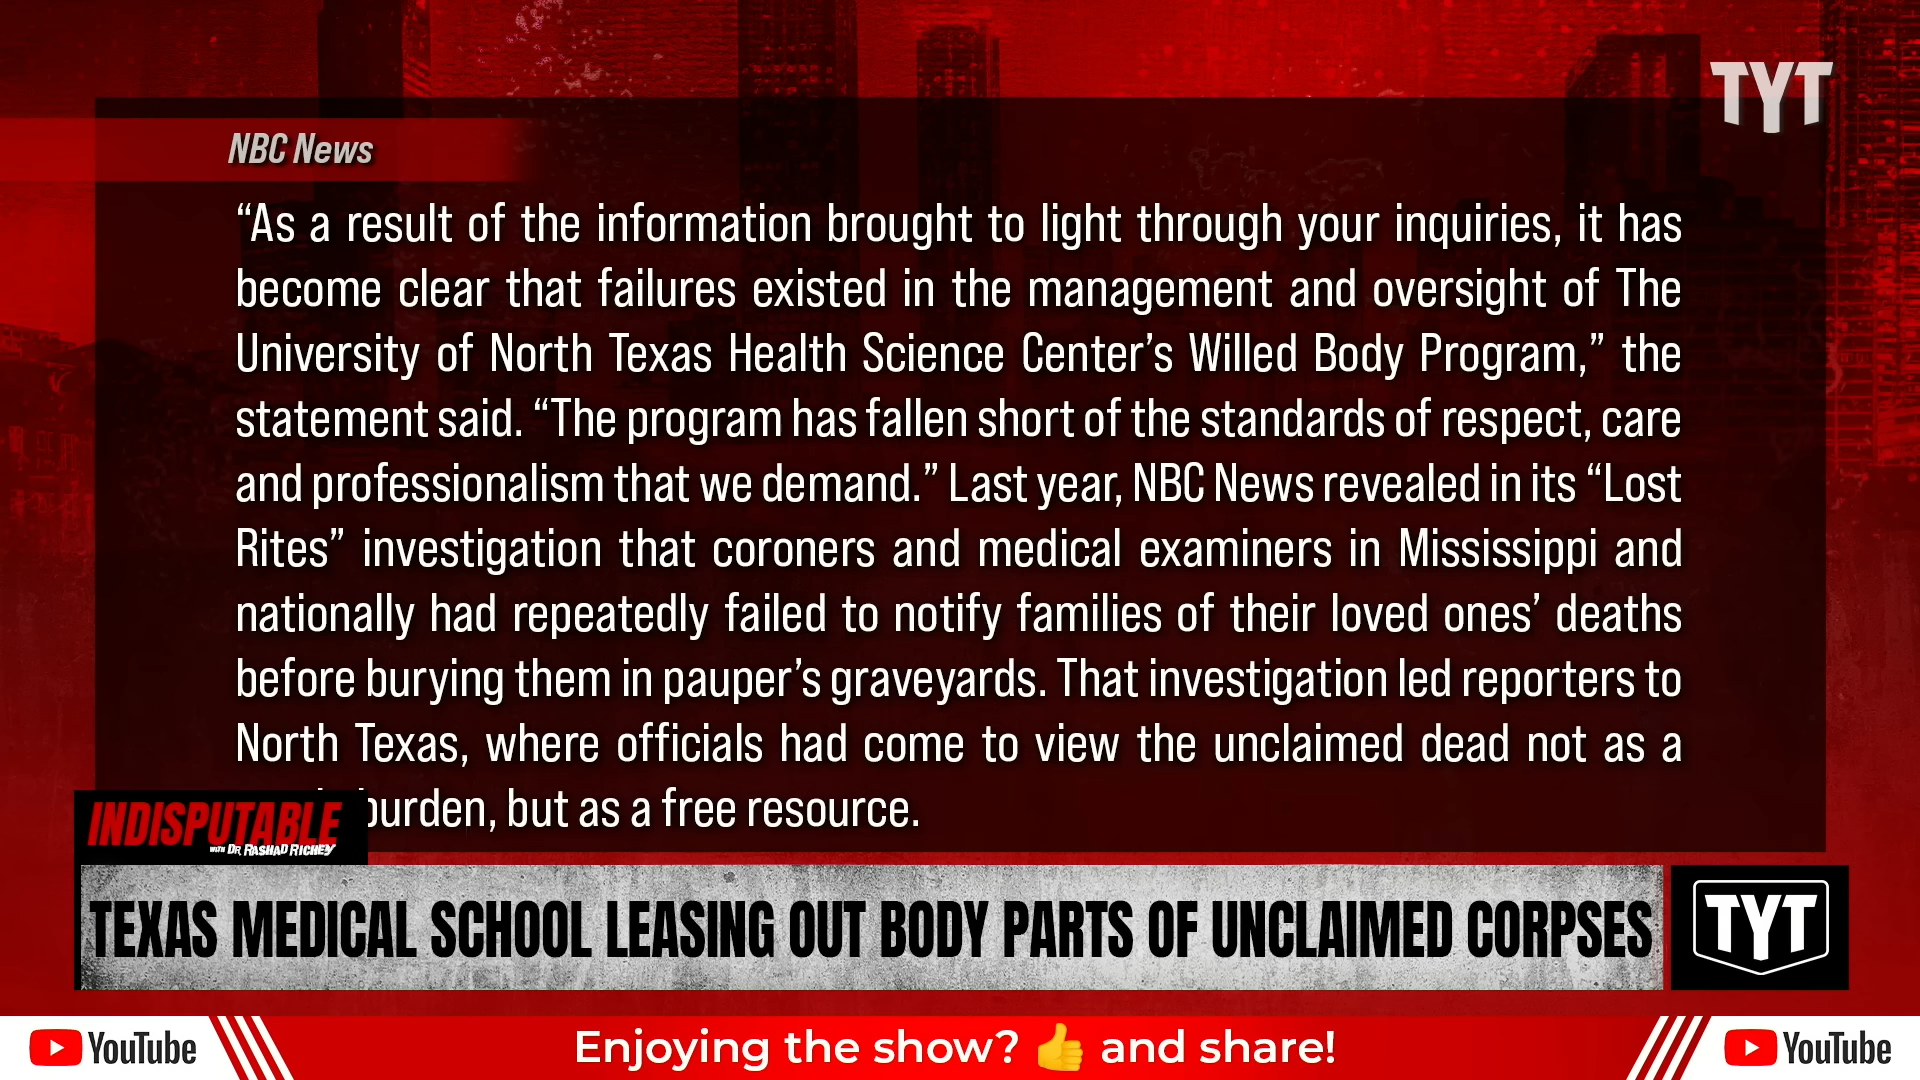 TYT
NBC News
“As a result of the information brought to light through your inquiries, it has
become clear that failures existed in the management and oversight of The
University of North Texas Health Science Center’s Willed Body Program,” the
statement said. “The program has fallen short of the standards of respect, care
and professionalism that we demand.” Last year, NBC News revealed in its “Lost
Rites” investigation that coroners and medical examiners in Mississippi and
nationally had repeatedly failed to notify families of their loved ones’ deaths
before burying them in pauper’s graveyards. That investigation led reporters to
North Texas, where officials had come to view the unclaimed dead not as a
burden, but as a free resource.
INDISPUTABLE
WITH DR RASHAD RICHEY
TEXAS MEDICAL SCHOOL LEASING OUT BODY PARTS OF UNCLAIMED CORPSES
TYT
YouTube
Enjoying the show? 👍 and share!
YouTube